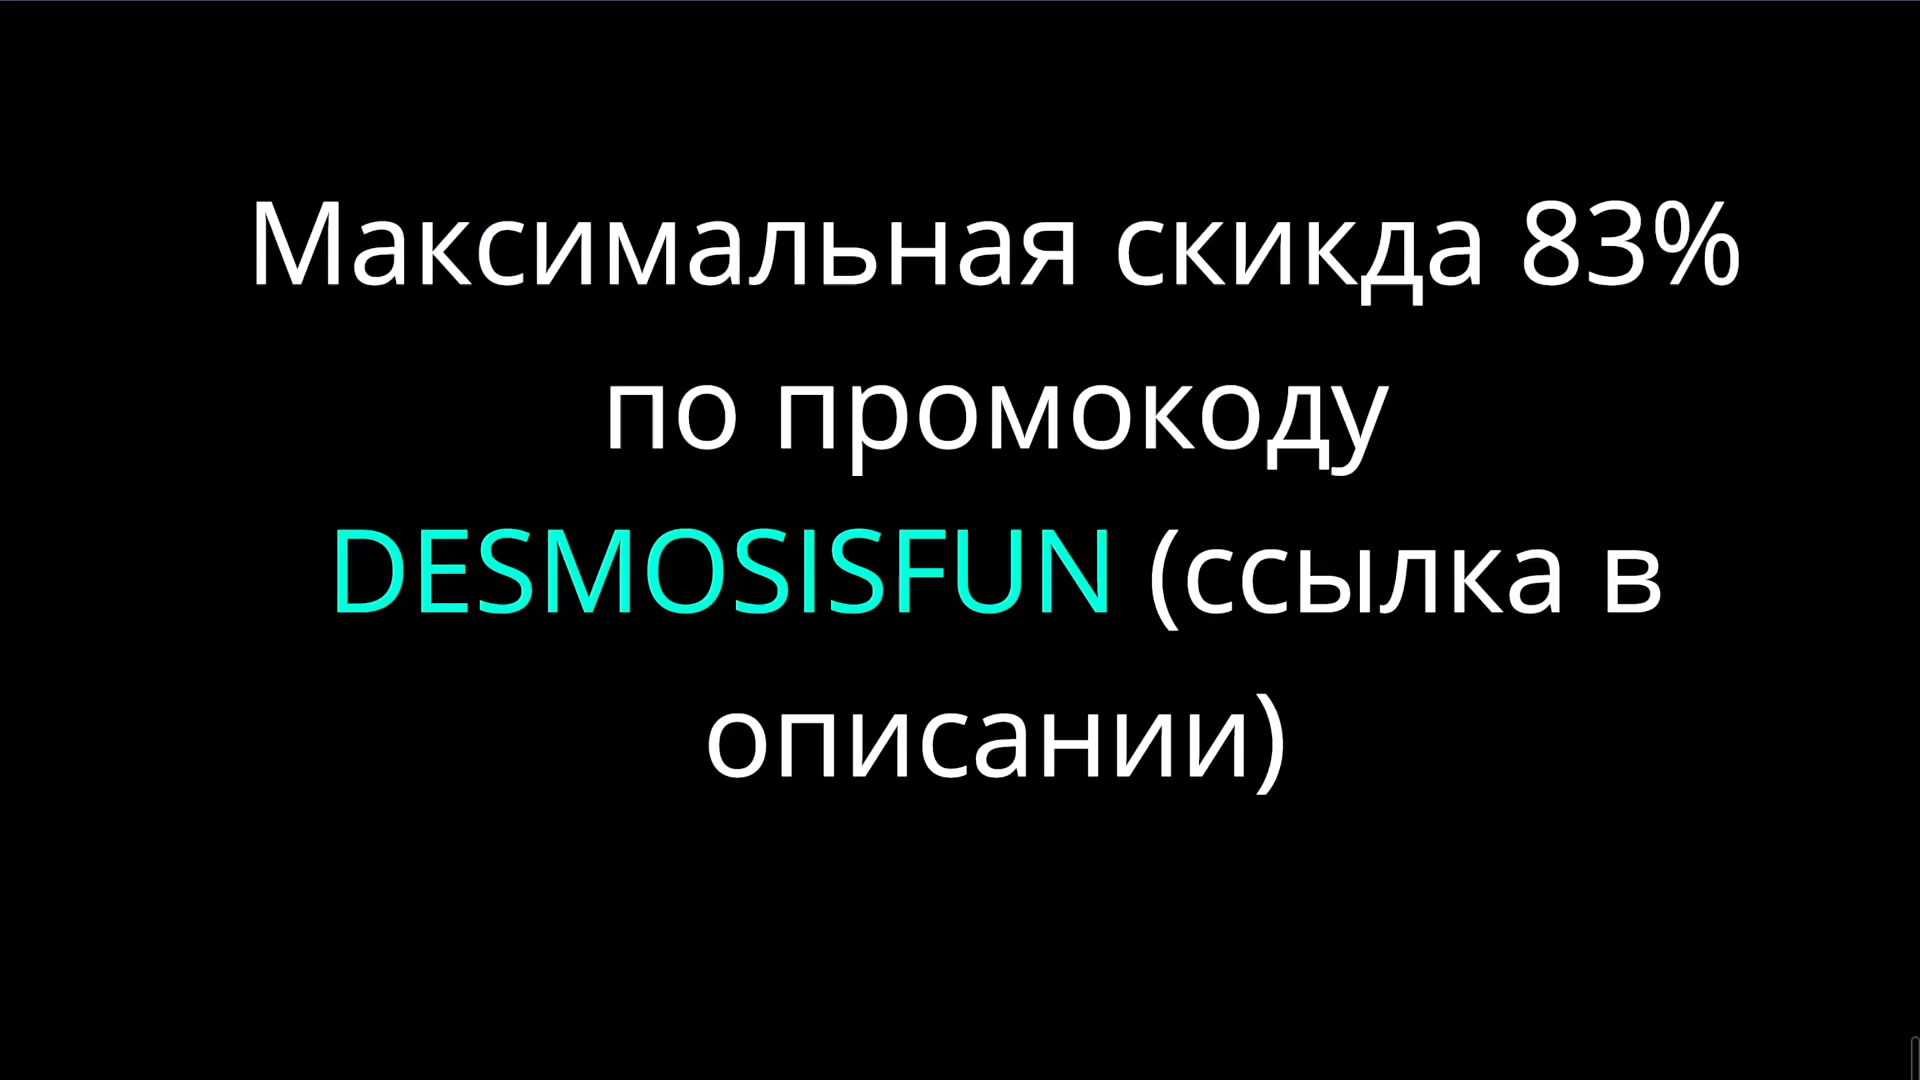 Максимальная скикда 83%
по промокоду
DESMOSISFUN (ссылка в
описании)